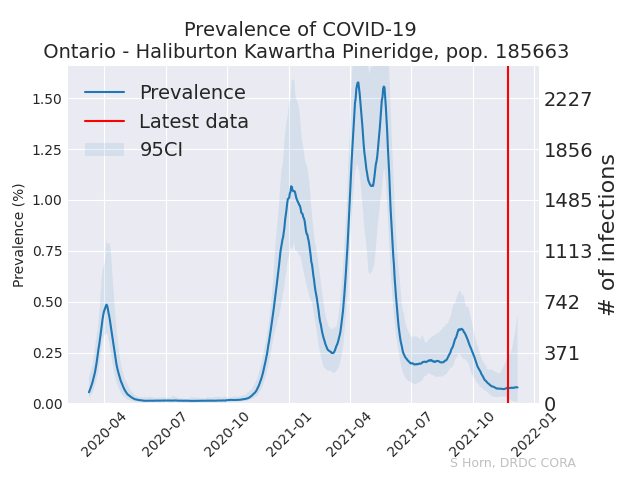 Prevalence of COVID-19
Ontario - Haliburton Kawartha Pineridge, pop. 185663
Prevalence
Latest data
95CI
Prevalence (%)
1.50
1.25
1.00
0.75
0.50
0.25
0.00
2227
1856
1485
1113
742
371
0
# of infections
2020-04
2020-07
2020-10
2021-01
2021-04
2021-07
2021-10
2022-01
S Horn, DRDC CORA